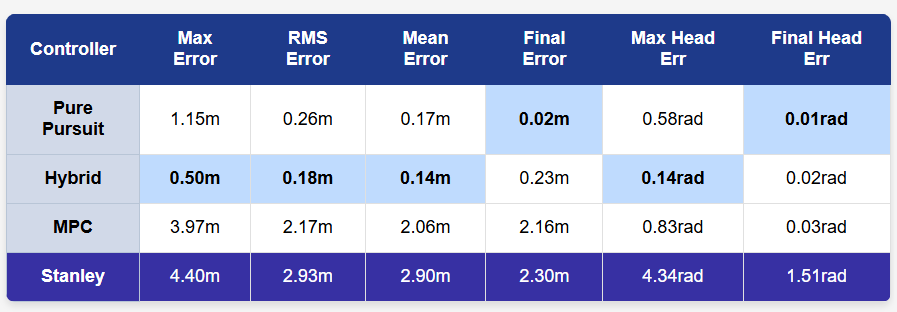 Controller Max Error RMS Error Mean Error Final Error Max Head Err Final Head Err
Pure Pursuit 1.15m 0.26m 0.17m 0.02m 0.58rad 0.01rad
Hybrid 0.50m 0.18m 0.14m 0.23m 0.14rad 0.02rad
MPC 3.97m 2.17m 2.06m 2.16m 0.83rad 0.03rad
Stanley 4.40m 2.93m 2.90m 2.30m 4.34rad 1.51rad